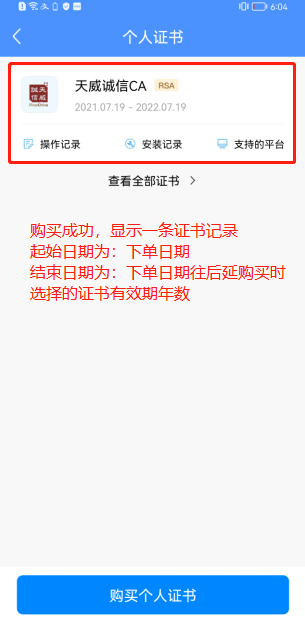 6:04
个人证书
天威诚信CA RSA
2021.07.19 - 2022.07.19
操作记录 安装记录 支持的平台
查看全部证书
购买成功，显示一条证书记录
起始日期为：下单日期
结束日期为：下单日期往后延购买时
选择的证书有效期年数
购买个人证书